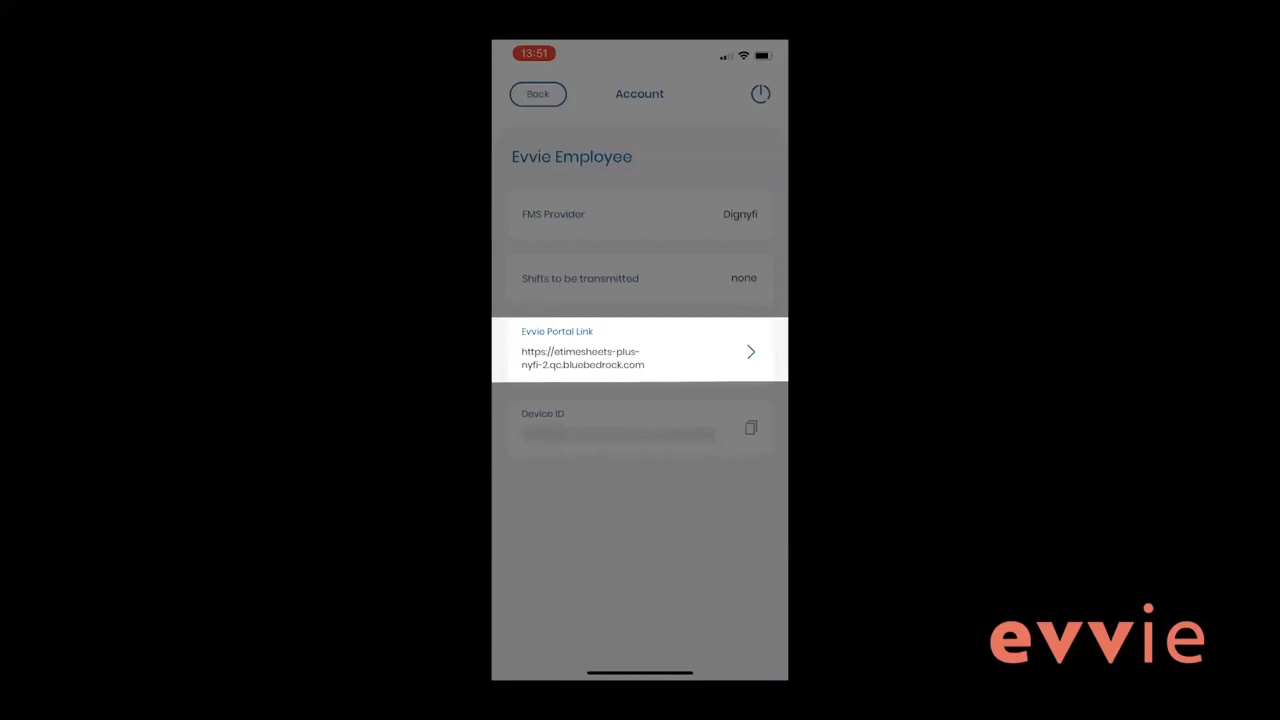 13:51
Back
Account
Evvie Employee
FMS Provider
Dignyfi
Shifts to be transmitted
none
Evvie Portal Link
https://etimesheets-plus-
nyfi-2.qc.bluebedrock.com
Device ID
evvie